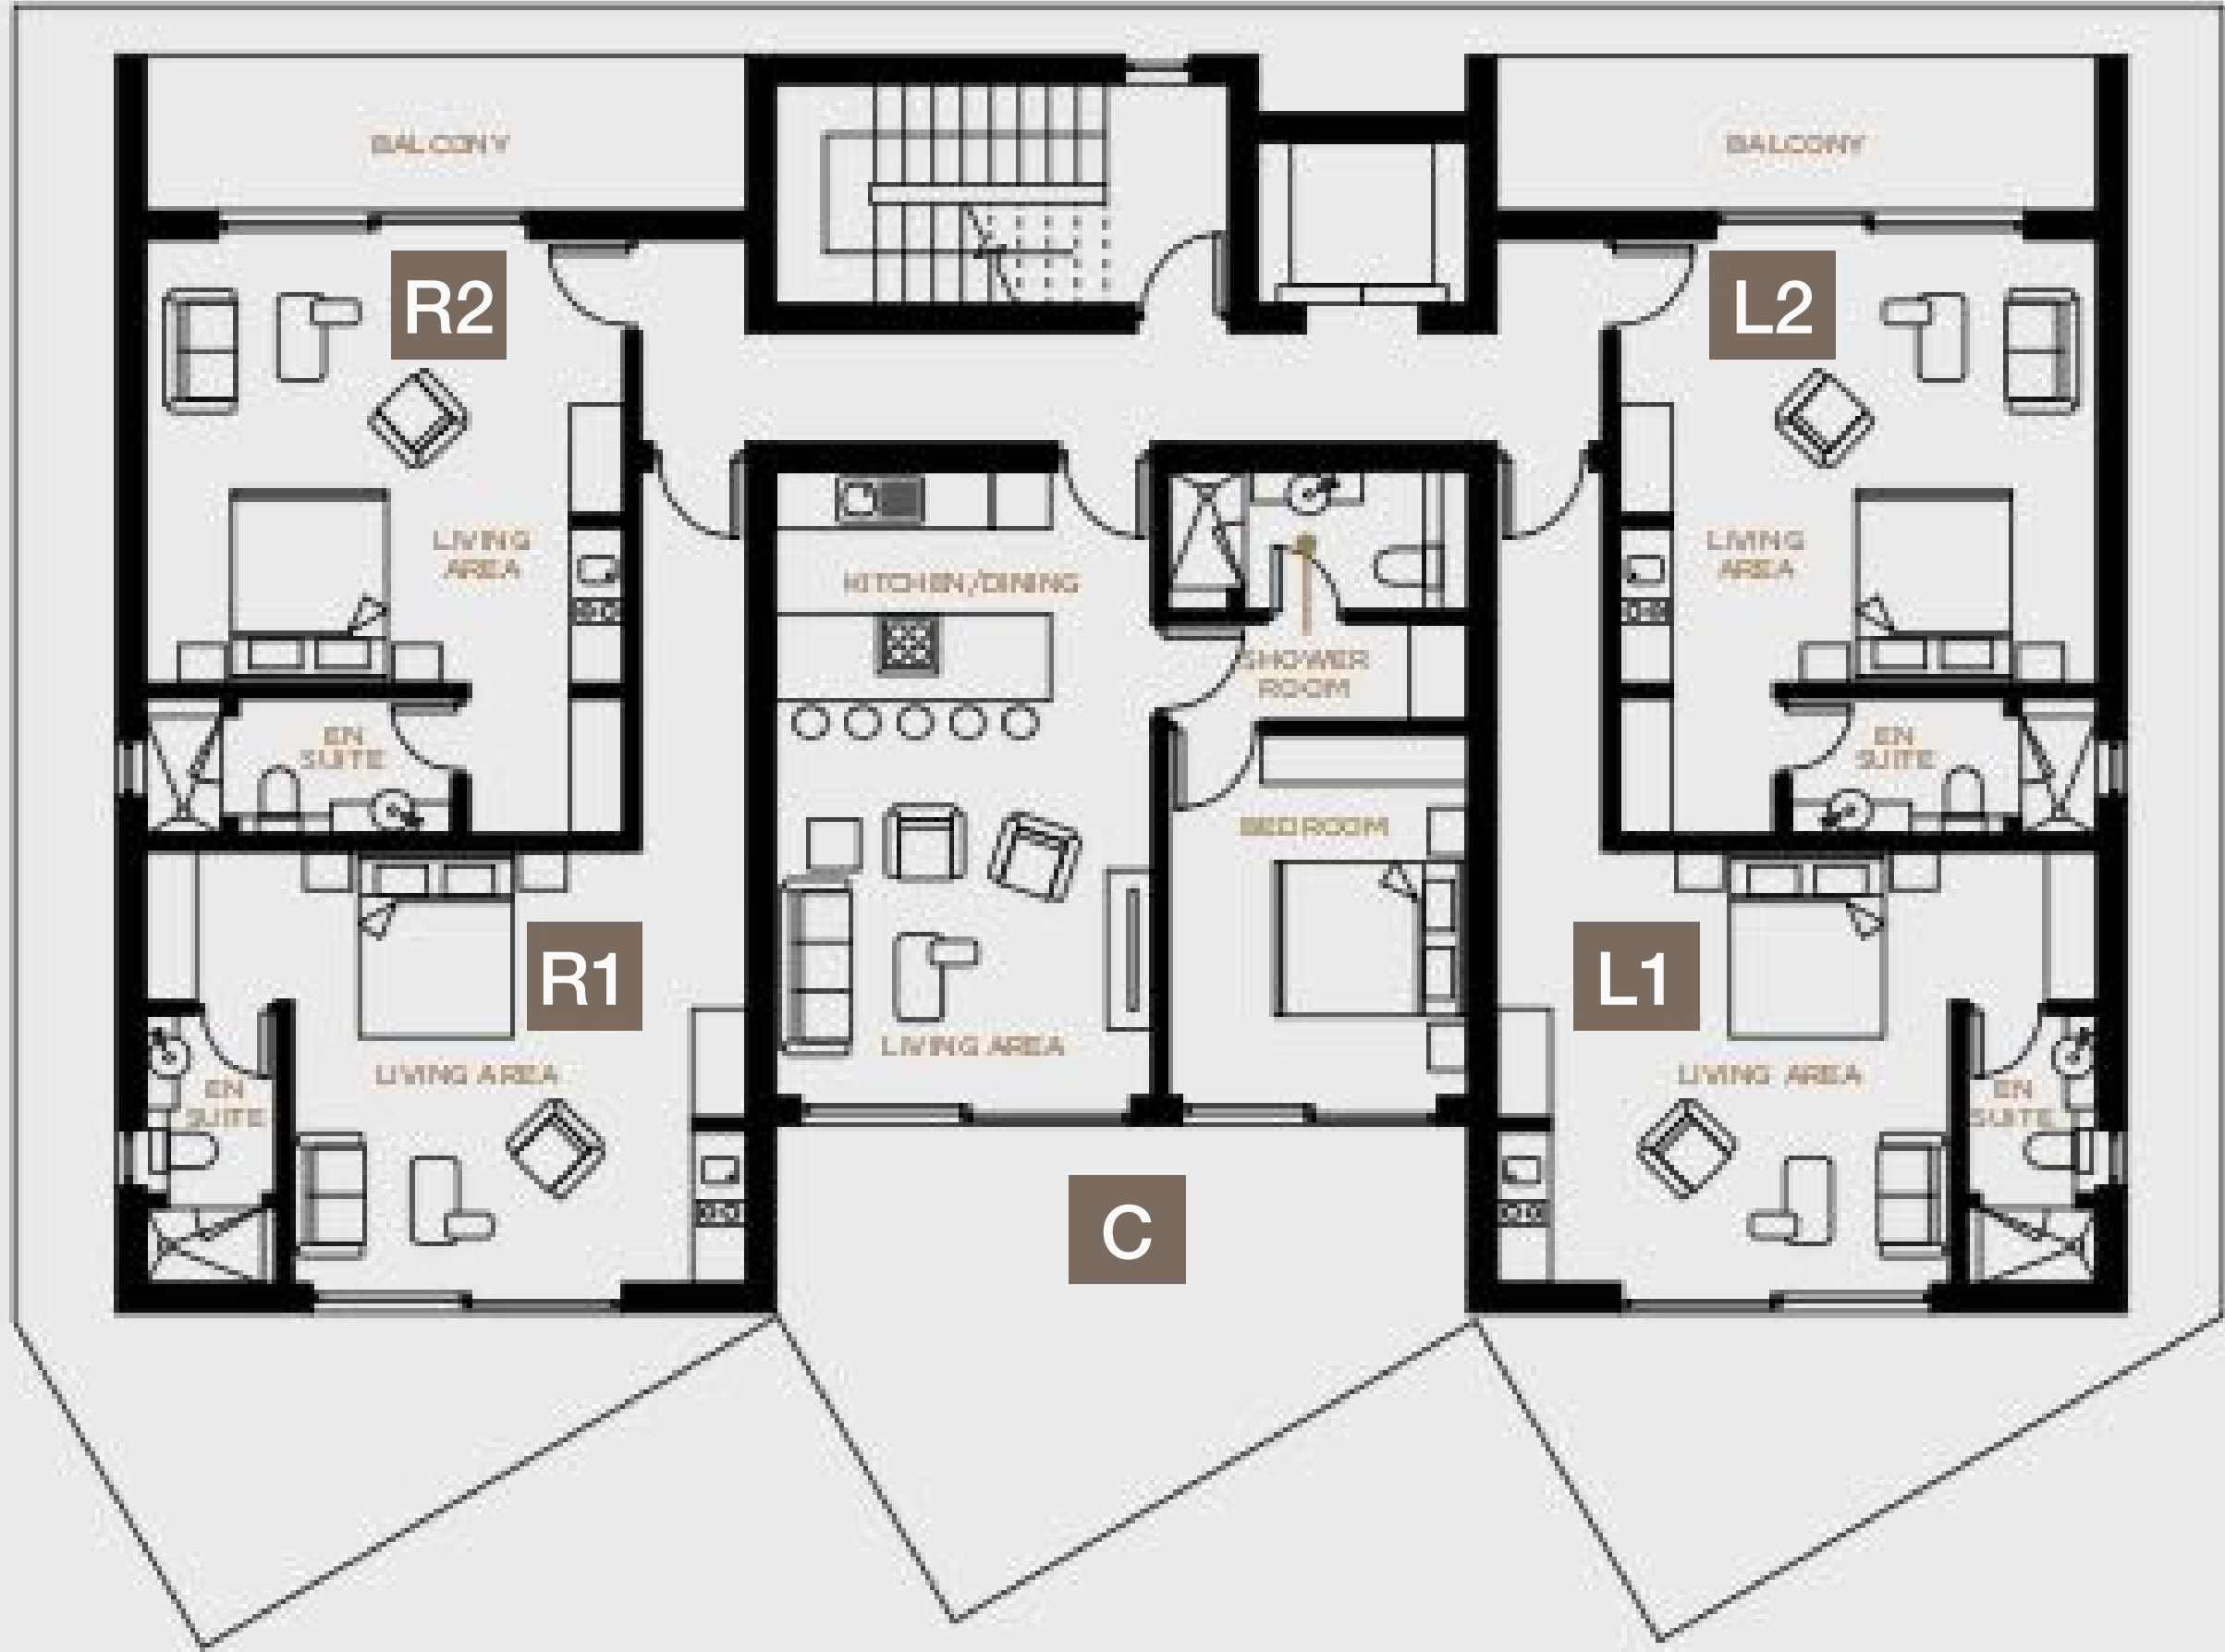 BALCONY
BALCONY
R2
L2
LIVING
AREA
LIVING
AREA
KITCHEN/DINING
SHOWER
ROOM
EN
SUITE
EN
SUITE
BEDROOM
R1
L1
LIVING AREA
LIVING AREA
LIVING AREA
EN
SUITE
EN
SUITE
C